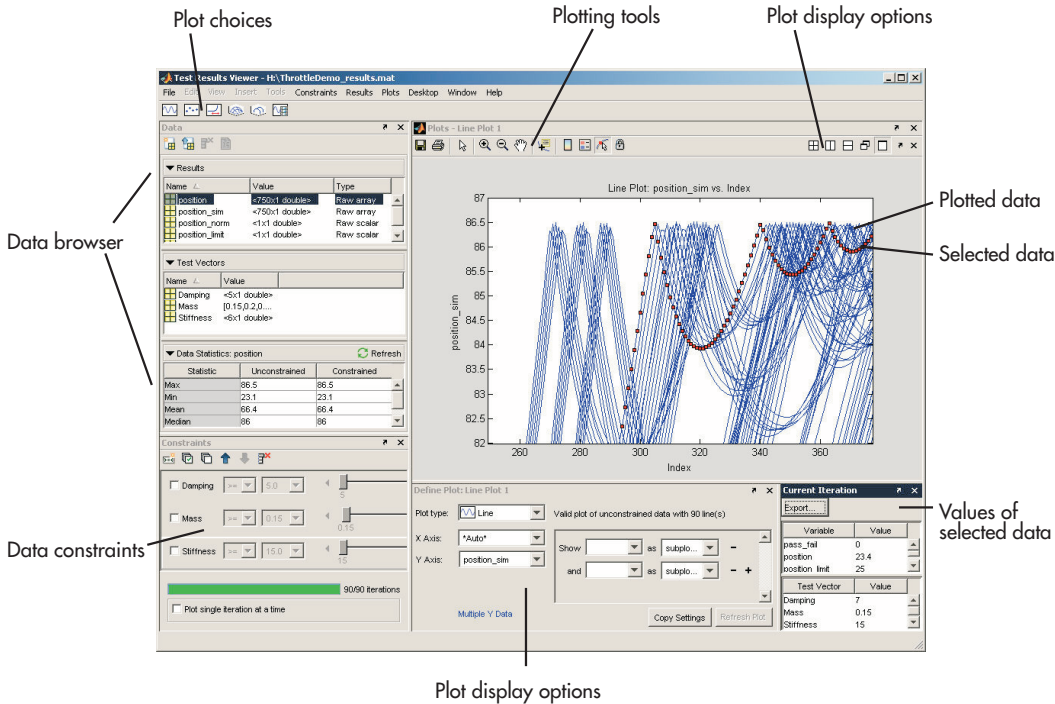 Plot choices
Plotting tools
Plot display options
Test Results Viewer - H:\ThrottleDemo_results.mat
File Edit View Insert Tools Constraints Results Plots Desktop Window Help
Data
Results
Name Value Type
position <750x1 double> Raw array
position_sim <750x1 double> Raw array
position_norm <1x1 double> Raw scalar
position_limit <1x1 double> Raw scalar
Test Vectors
Name Value
Damping <5x1 double>
Mass [0.15,0.2,0....
Stiffness <6x1 double>
Data Statistics: position Refresh
Statistic Unconstrained Constrained
Max 86.5 86.5
Min 23.1 23.1
Mean 66.4 66.4
Median 86 86
Constraints
Damping >= 5.0 5
Mass >= 0.15 0.15
Stiffness >= 15.0 15
90/90 iterations
Plot single iteration at a time
Plots - Line Plot 1
Line Plot: position_sim vs. Index
position_sim
87
86.5
86
85.5
85
84.5
84
83.5
83
82.5
82
260 280 300 320 340 360
Index
Define Plot: Line Plot 1
Plot type: Line
Valid plot of unconstrained data with 90 line(s)
X Axis: *Auto*
Y Axis: position_sim
Show as subplo... -
and as subplo... - +
Multiple Y Data
Copy Settings Refresh Plot
Current Iteration
Export...
Variable Value
pass_fail 0
position 23.4
position_limit 25
Test Vector Value
Damping 7
Mass 0.15
Stiffness 15
Data browser
Data constraints
Plotted data
Selected data
Values of
selected data
Plot display options